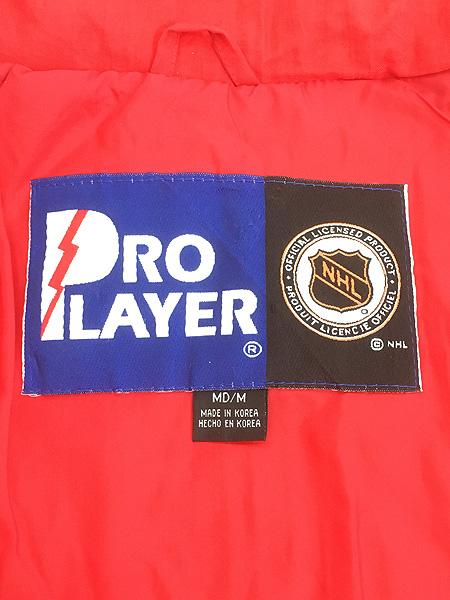 PRO
PLAYER
®
OFFICIAL LICENSED PRODUCT
NHL
PRODUIT LICENCIE OFFICIEL
© NHL
MD/M
MADE IN KOREA
HECHO EN KOREA